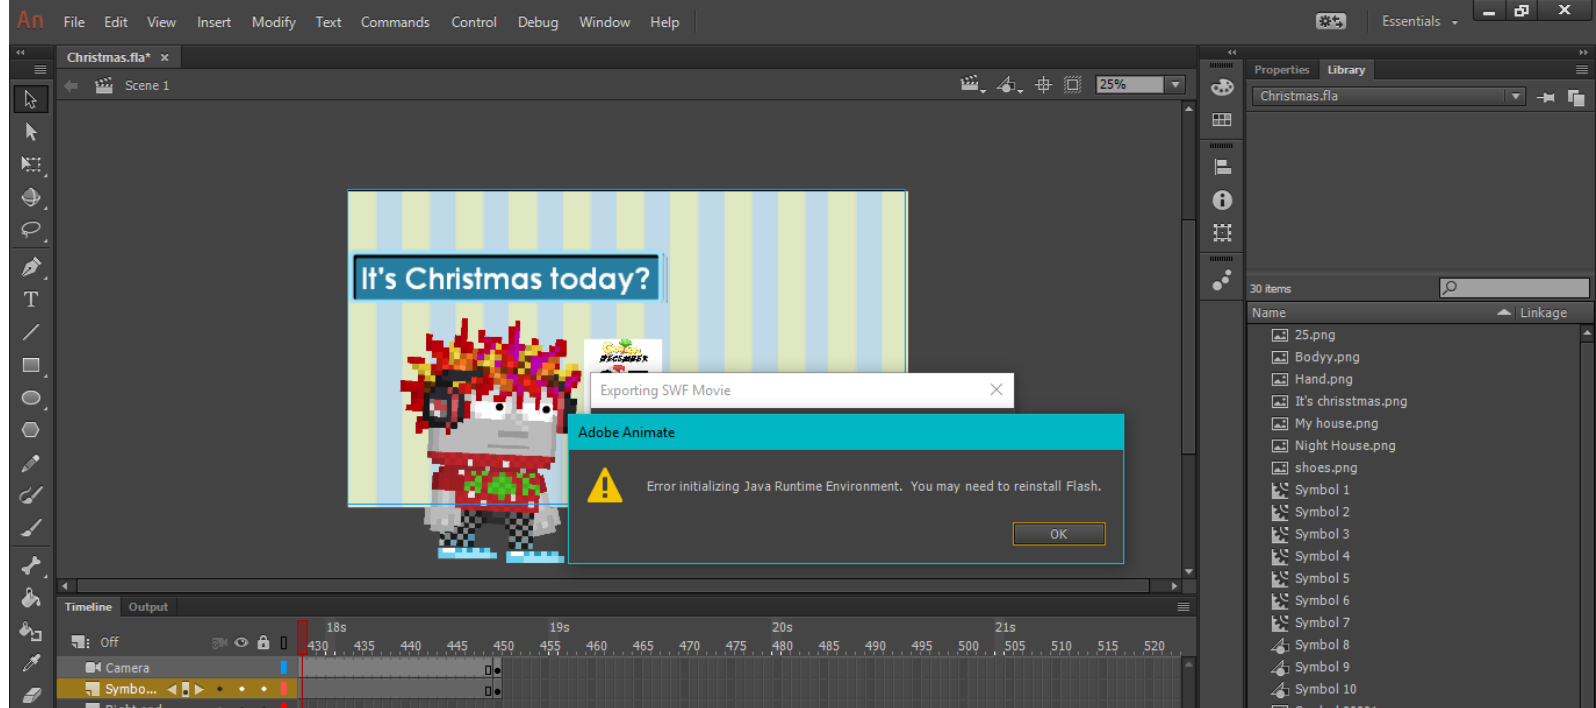 An File Edit View Insert Modify Text Commands Control Debug Window Help Essentials
Christmas.fla* ×
Scene 1 25%
Properties Library
Christmas.fla
It's Christmas today?
DECEMBER
Exporting SWF Movie
Adobe Animate
Error initializing Java Runtime Environment. You may need to reinstall Flash.
OK
30 items
Name Linkage
25.png
Bodyy.png
Hand.png
It's chrisstmas.png
My house.png
Night House.png
shoes.png
Symbol 1
Symbol 2
Symbol 3
Symbol 4
Symbol 5
Symbol 6
Symbol 7
Symbol 8
Symbol 9
Symbol 10
Timeline Output
18s 19s 20s 21s
Off 430 435 440 445 450 455 460 465 470 475 480 485 490 495 500 505 510 515 520
Camera
Symbo...